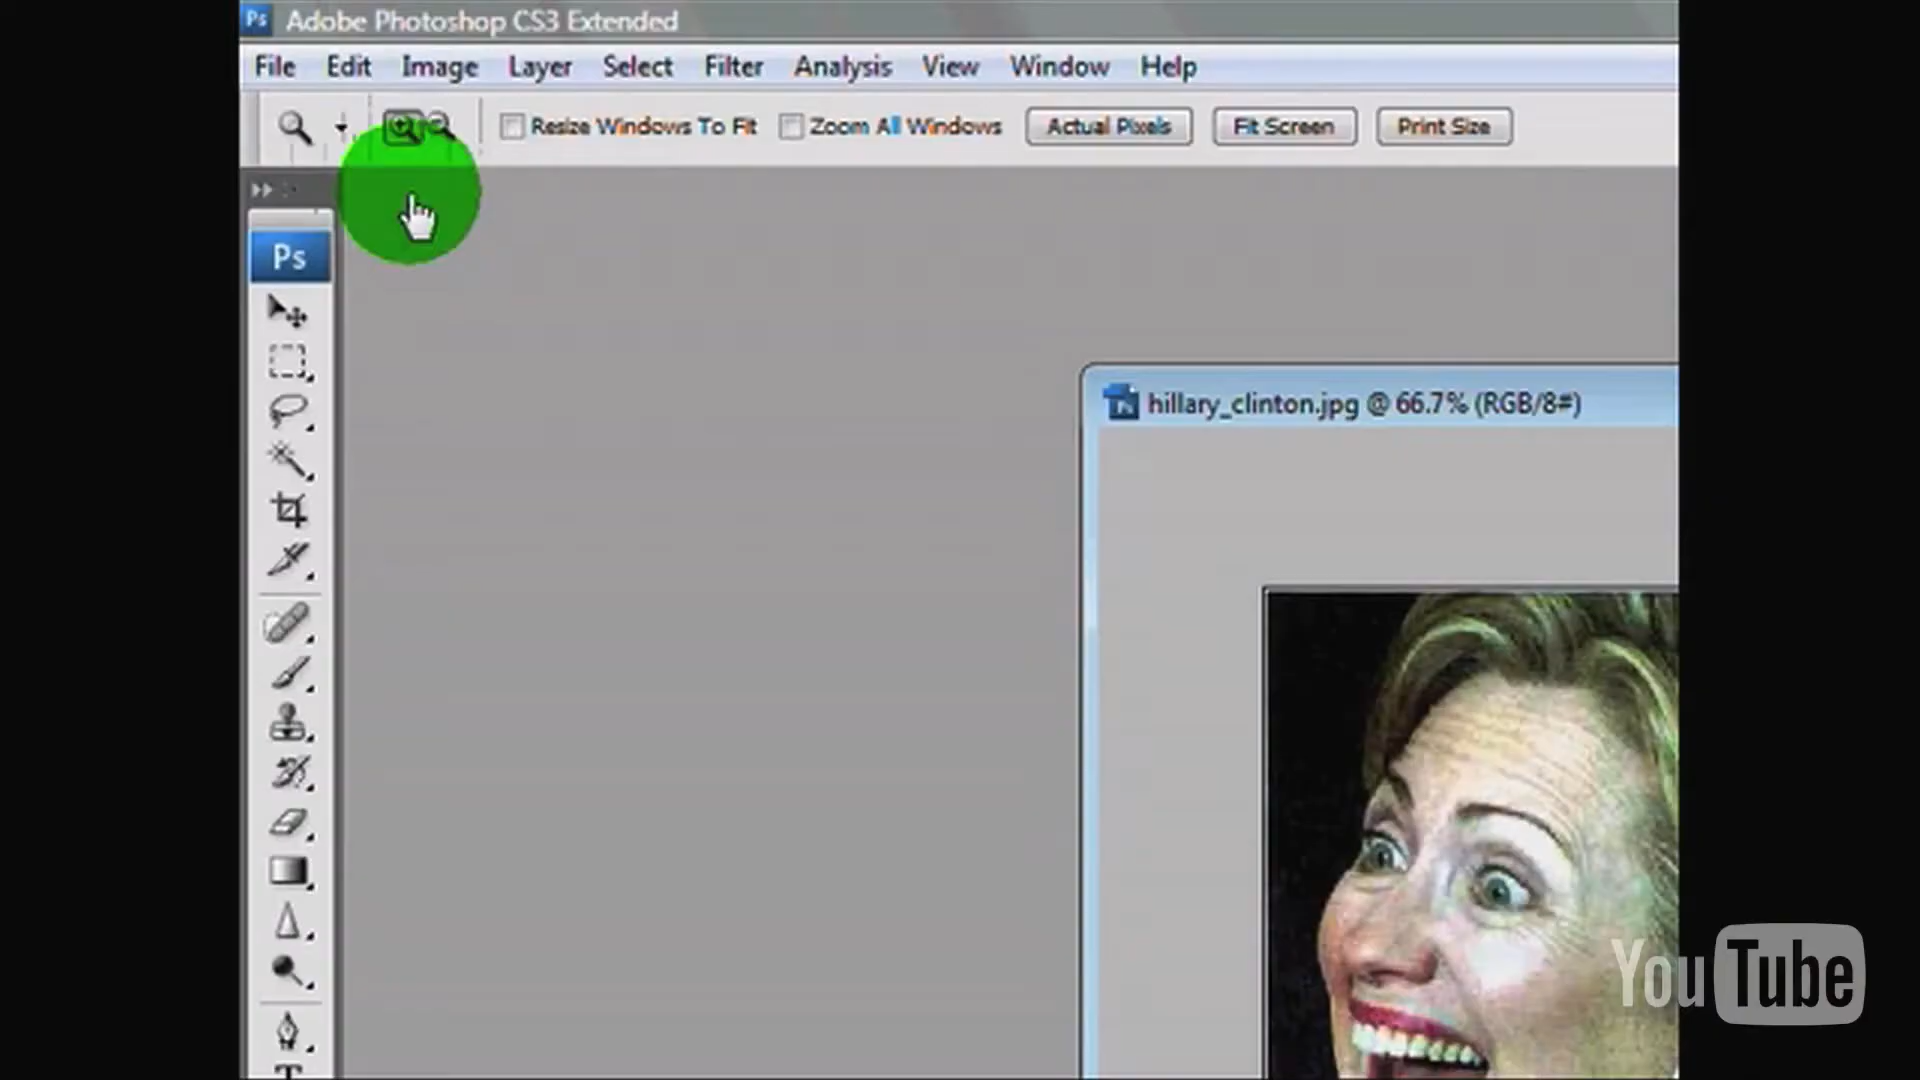 Ps Adobe Photoshop CS3 Extended
File Edit Image Layer Select Filter Analysis View Window Help
Resize Windows To Fit Zoom All Windows Actual Pixels Fit Screen Print Size
Ps
hillary_clinton.jpg @ 66.7% (RGB/8#)
YouTube